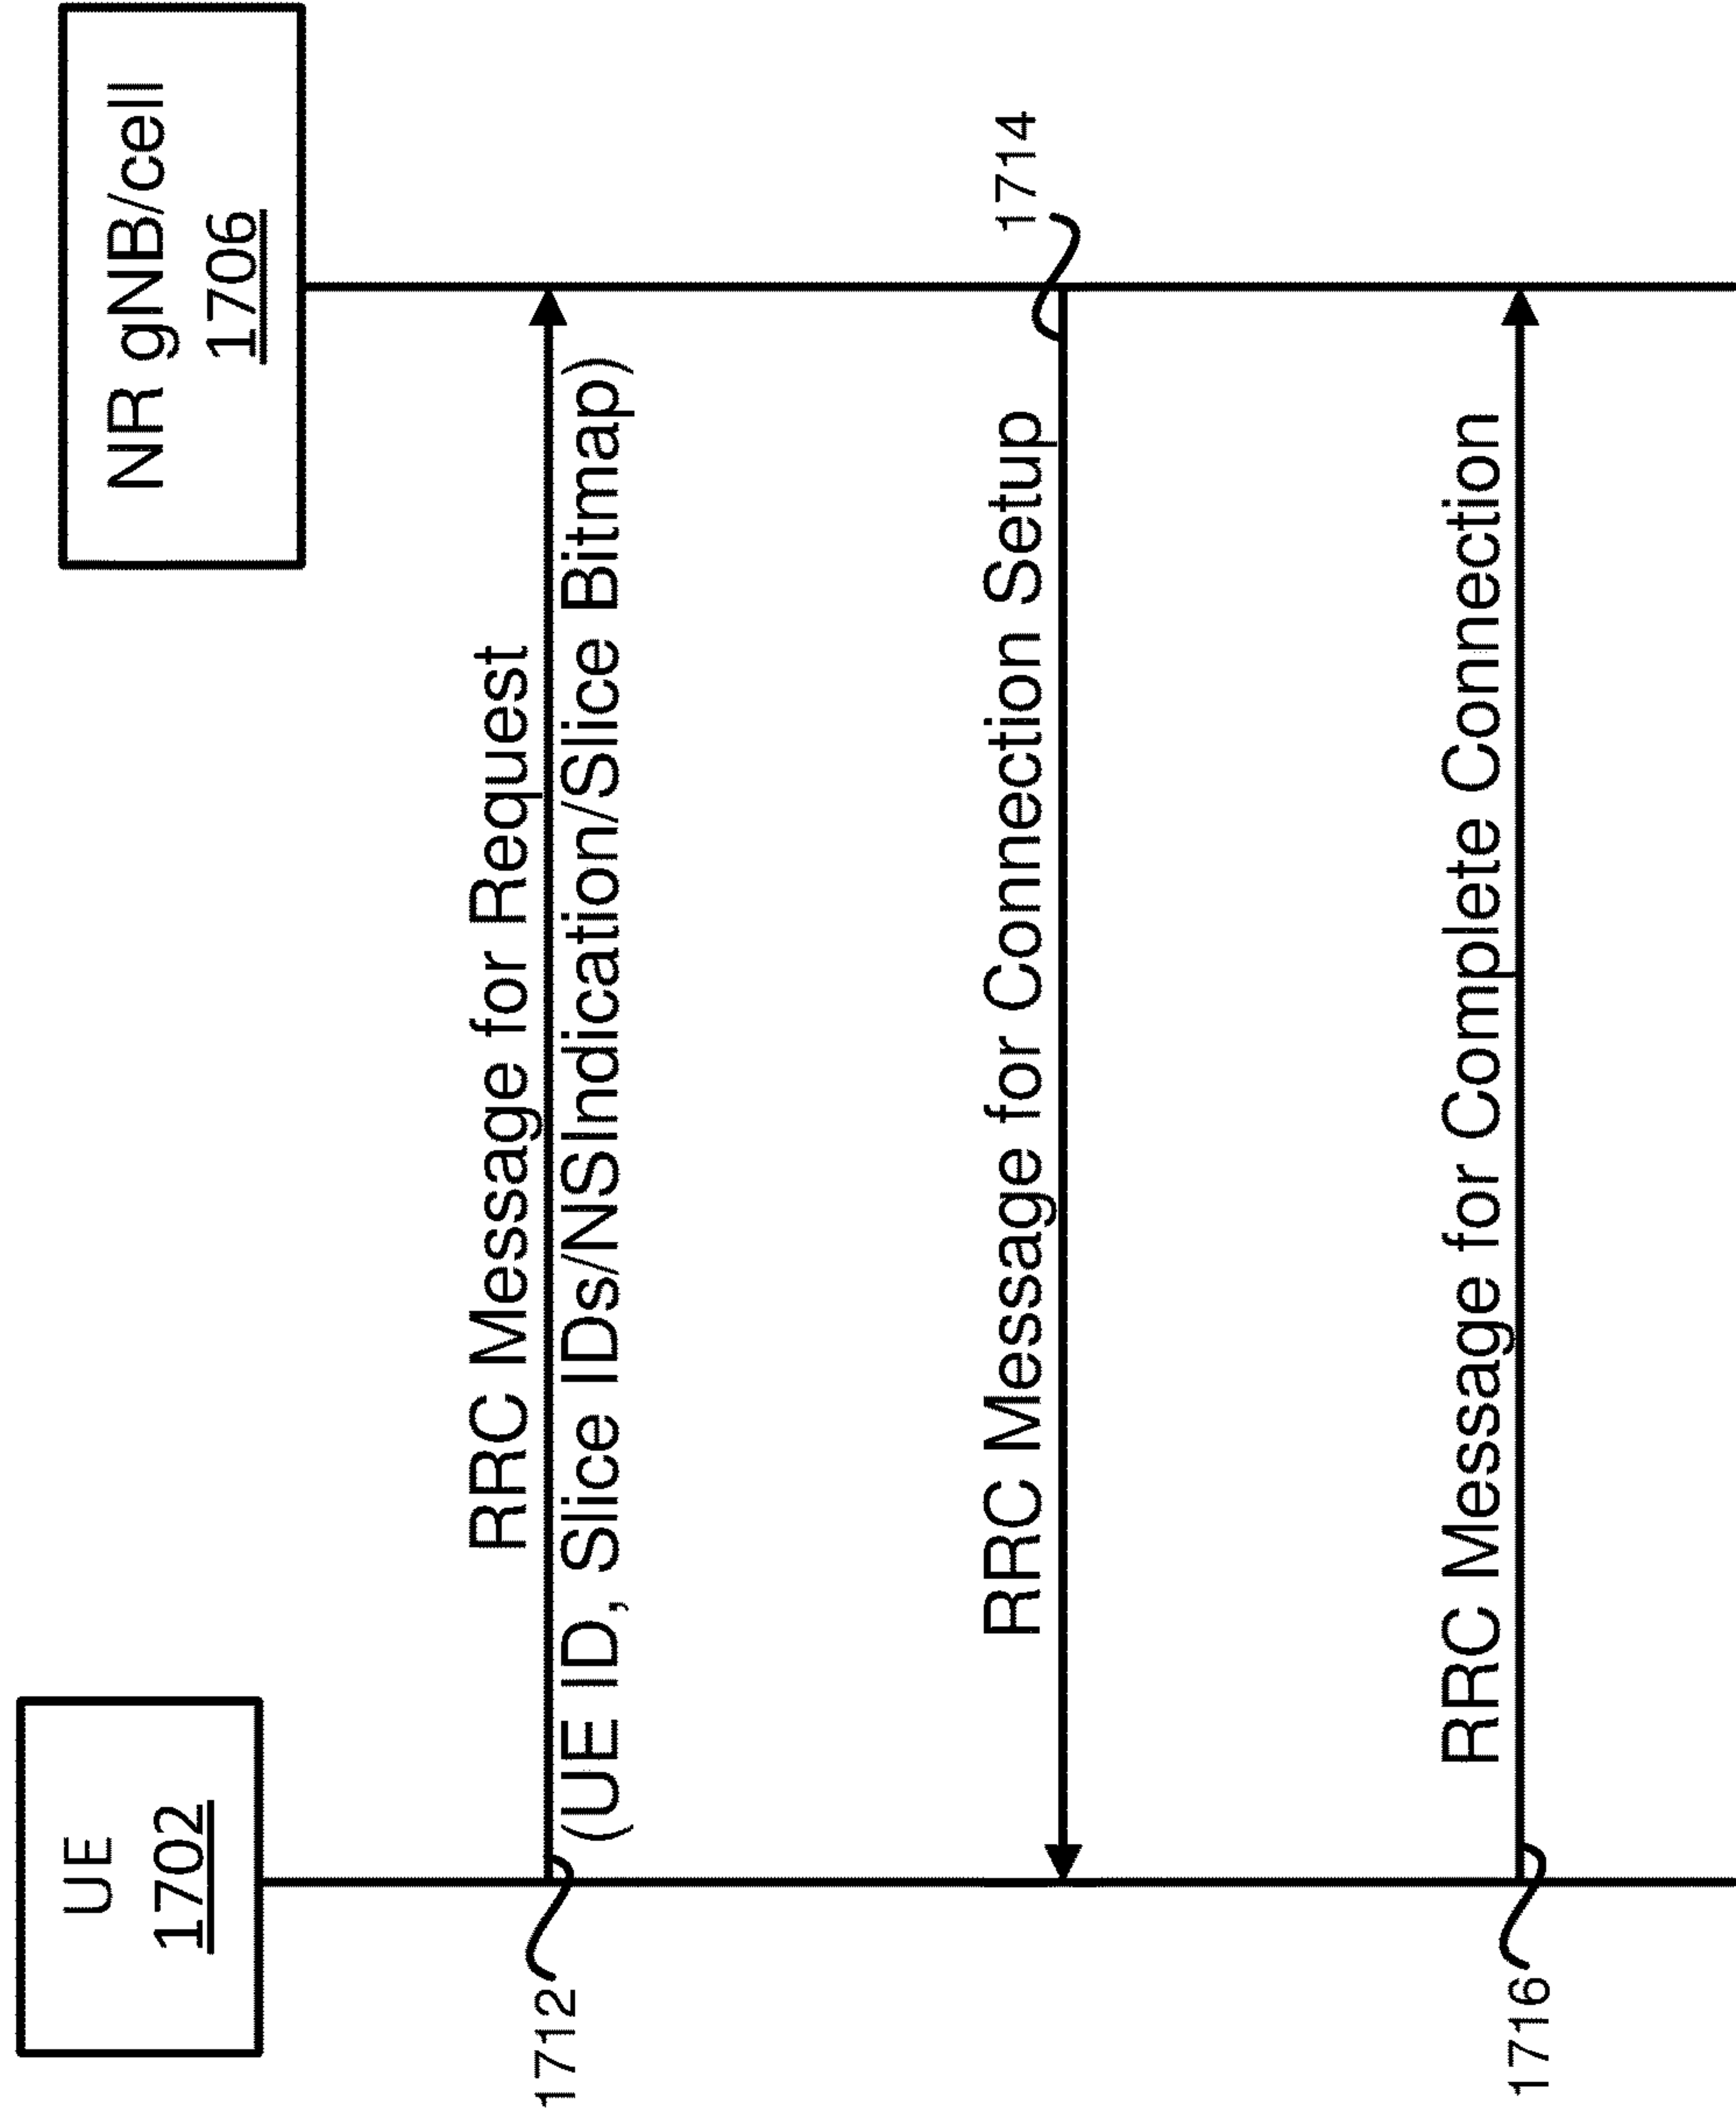 UE
1702
NR gNB/cell
1706
RRC Message for Request
1712
(UE ID, Slice IDs/NSIndication/Slice Bitmap)
RRC Message for Connection Setup
1714
RRC Message for Complete Connection
1716